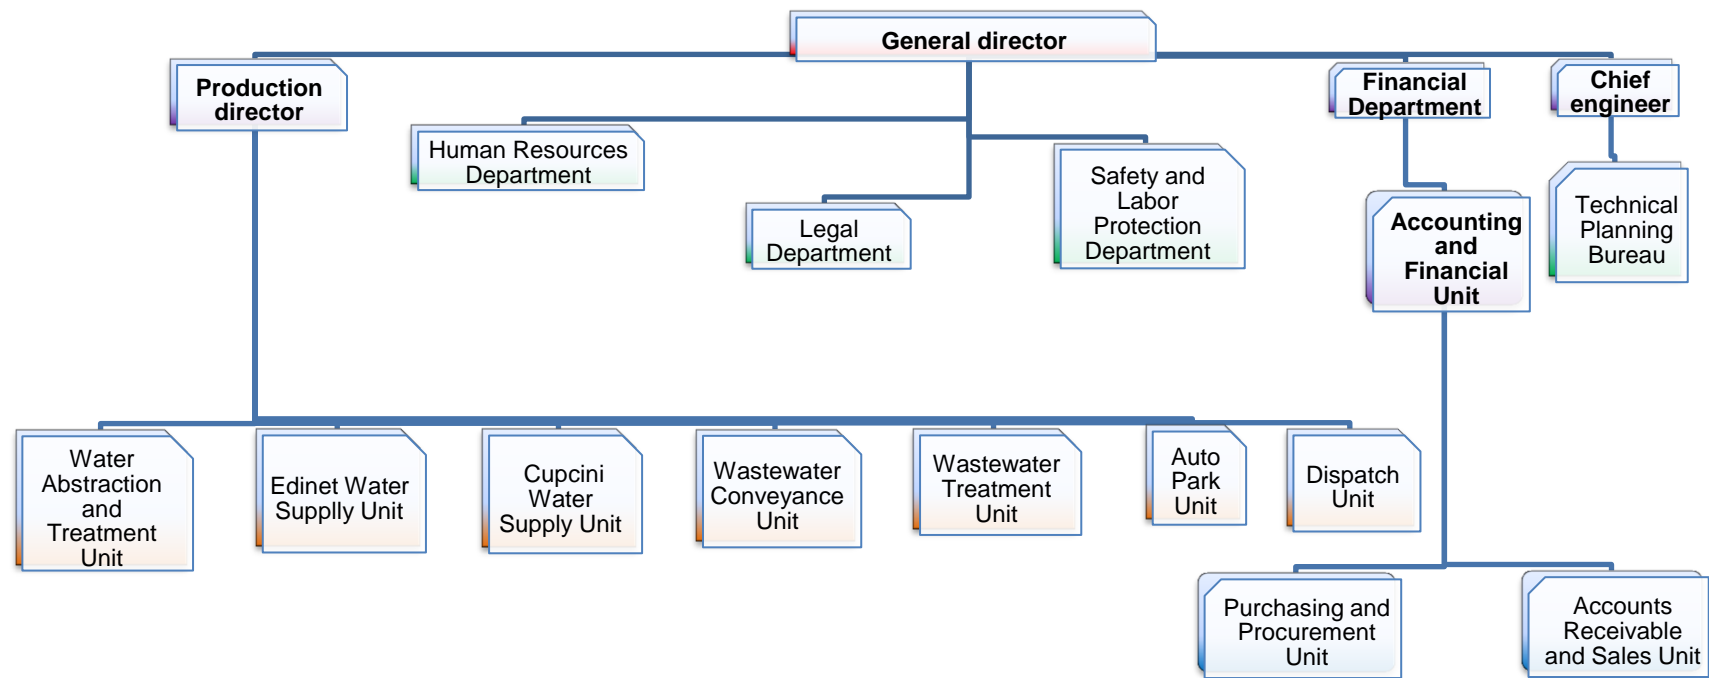 General director
Production
director
Financial
Department
Chief
engineer
Human Resources
Department
Legal
Department
Safety and
Labor
Protection
Department
Accounting
and
Financial
Unit
Technical
Planning
Bureau
Water
Abstraction
and
Treatment
Unit
Edinet Water
Supplly Unit
Cupcini
Water
Supply Unit
Wastewater
Conveyance
Unit
Wastewater
Treatment
Unit
Auto
Park
Unit
Dispatch
Unit
Purchasing and
Procurement
Unit
Accounts
Receivable
and Sales Unit